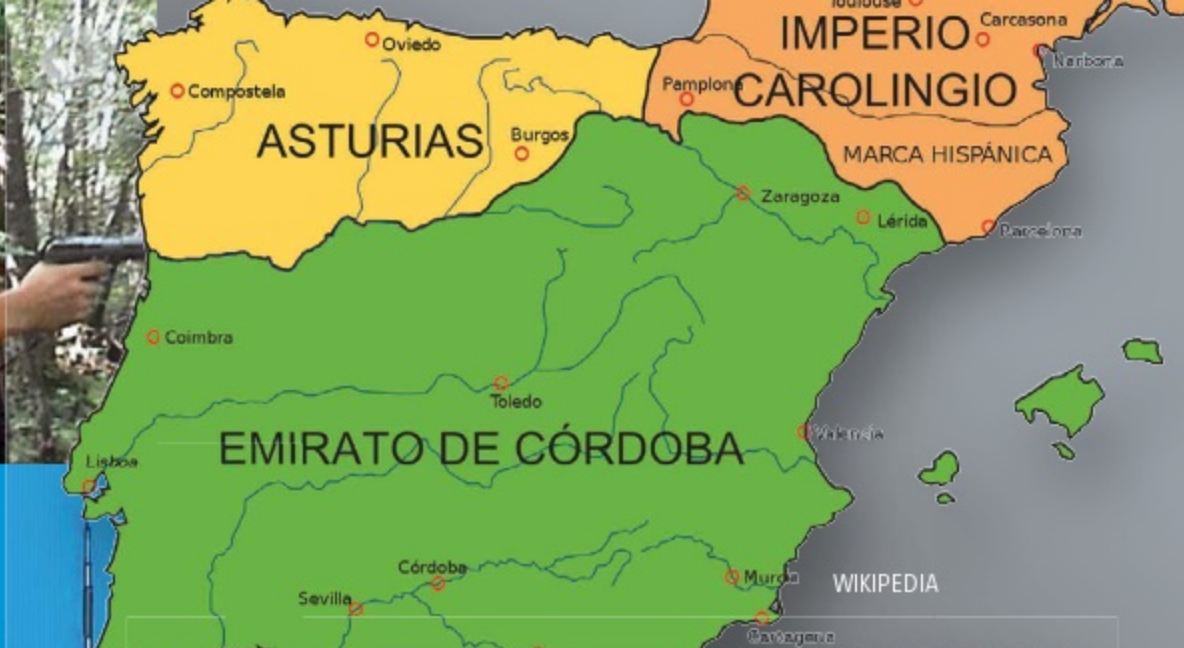 Toulouse
IMPERIO
Carcasona
Oviedo
Narbona
Pamplona
CAROLINGIO
Compostela
ASTURIAS
Burgos
MARCA HISPÁNICA
Zaragoza
Lérida
Barcelona
Coimbra
Toledo
Valencia
EMIRATO DE CÓRDOBA
Lisboa
Córdoba
Murcia
WIKIPEDIA
Sevilla
Cartagena